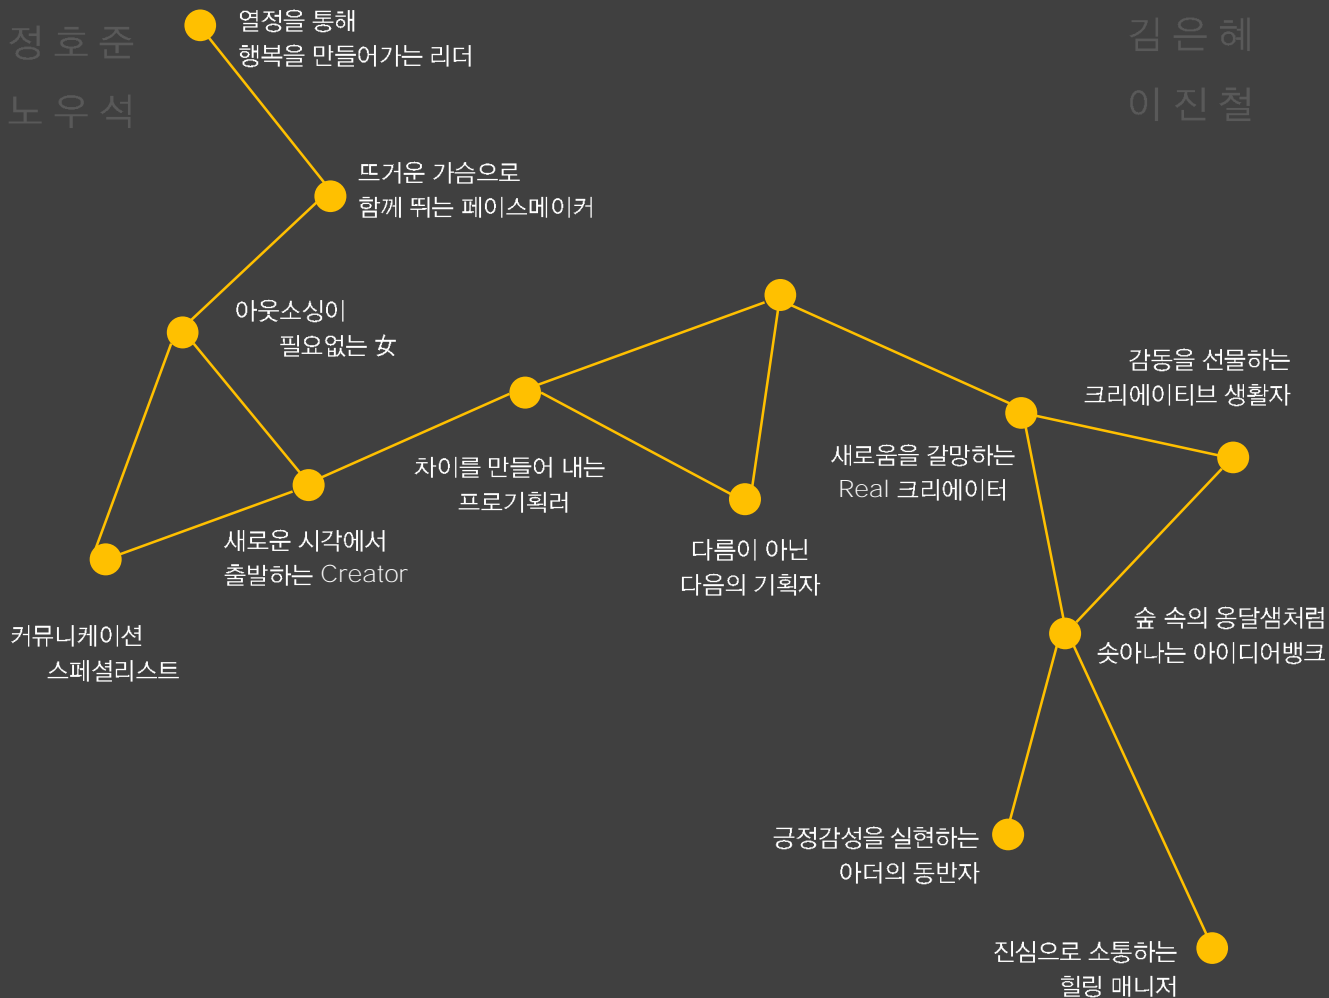 정호준
노우석
김은혜
이진철
열정을 통해
행복을 만들어가는 리더
뜨거운 가슴으로
함께 뛰는 페이스메이커
아웃소싱이
필요없는 女
감동을 선물하는
크리에이티브 생활자
새로움을 갈망하는
Real 크리에이터
차이를 만들어 내는
프로기획러
새로운 시각에서
출발하는 Creator
다름이 아닌
다음의 기획자
커뮤니케이션
스페셜리스트
숲 속의 옹달샘처럼
솟아나는 아이디어뱅크
긍정감성을 실현하는
아더의 동반자
진심으로 소통하는
힐링 매니저